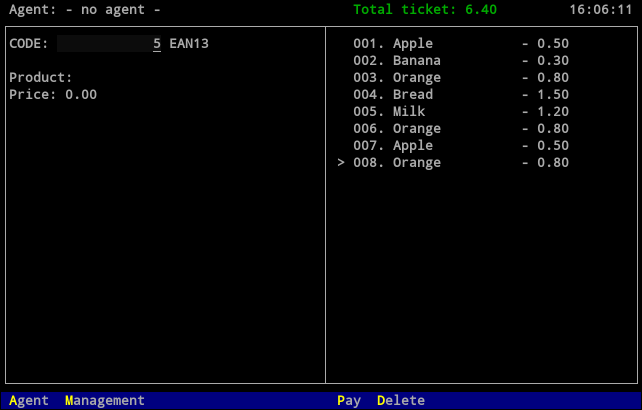 Agent: - no agent - Total ticket: 6.40 16:06:11
CODE: 5 EAN13
Product:
Price: 0.00
001. Apple - 0.50
002. Banana - 0.30
003. Orange - 0.80
004. Bread - 1.50
005. Milk - 1.20
006. Orange - 0.80
007. Apple - 0.50
> 008. Orange - 0.80
Agent Management Pay Delete